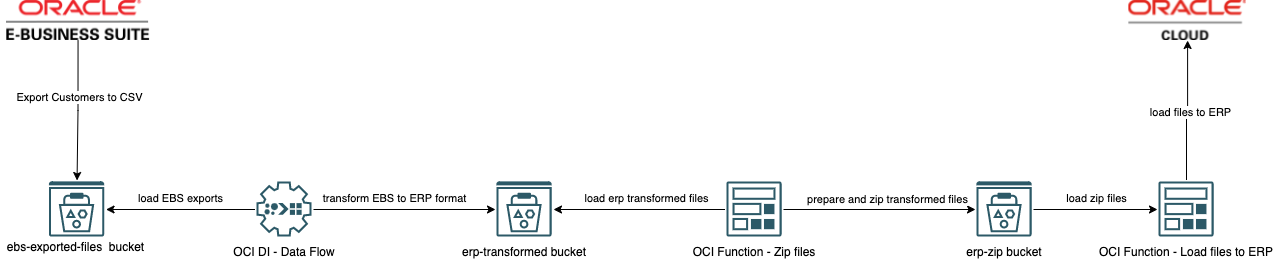 ORACLE
E-BUSINESS SUITE
ORACLE
CLOUD
Export Customers to CSV
load files to ERP
load EBS exports
transform EBS to ERP format
load erp transformed files
prepare and zip transformed files
load zip files
ebs-exported-files bucket
OCI DI - Data Flow
erp-transformed bucket
OCI Function - Zip files
erp-zip bucket
OCI Function - Load files to ERP